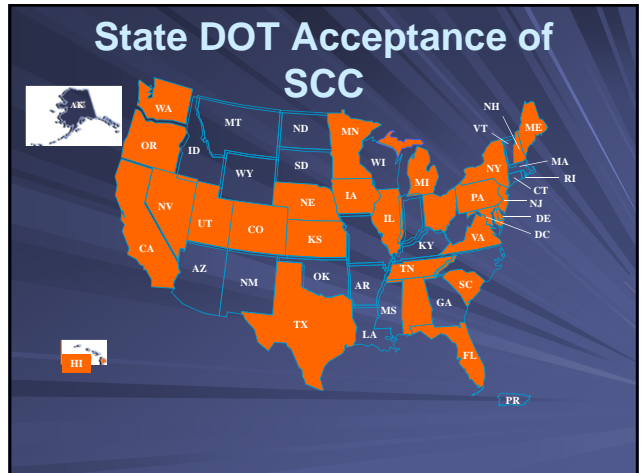 State DOT Acceptance of
SCC
AK
WA
MT
ND
MN
NH
VT
ME
OR
ID
SD
WI
NY
MA
RI
WY
MI
CT
NV
NE
IA
PA
NJ
UT
CO
IL
DE
CA
KS
VA
DC
KY
AZ
NM
OK
AR
TN
SC
MS
GA
TX
LA
FL
HI
PR